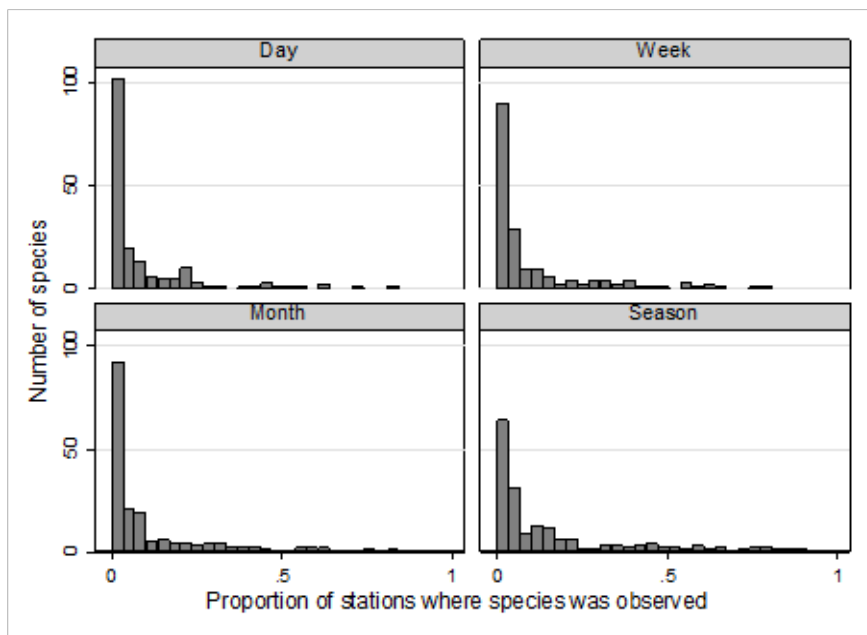 Day
Week
100
50
0
Number of species
Month
Season
100
50
0
0
.5
1
0
.5
1
Proportion of stations where species was observed